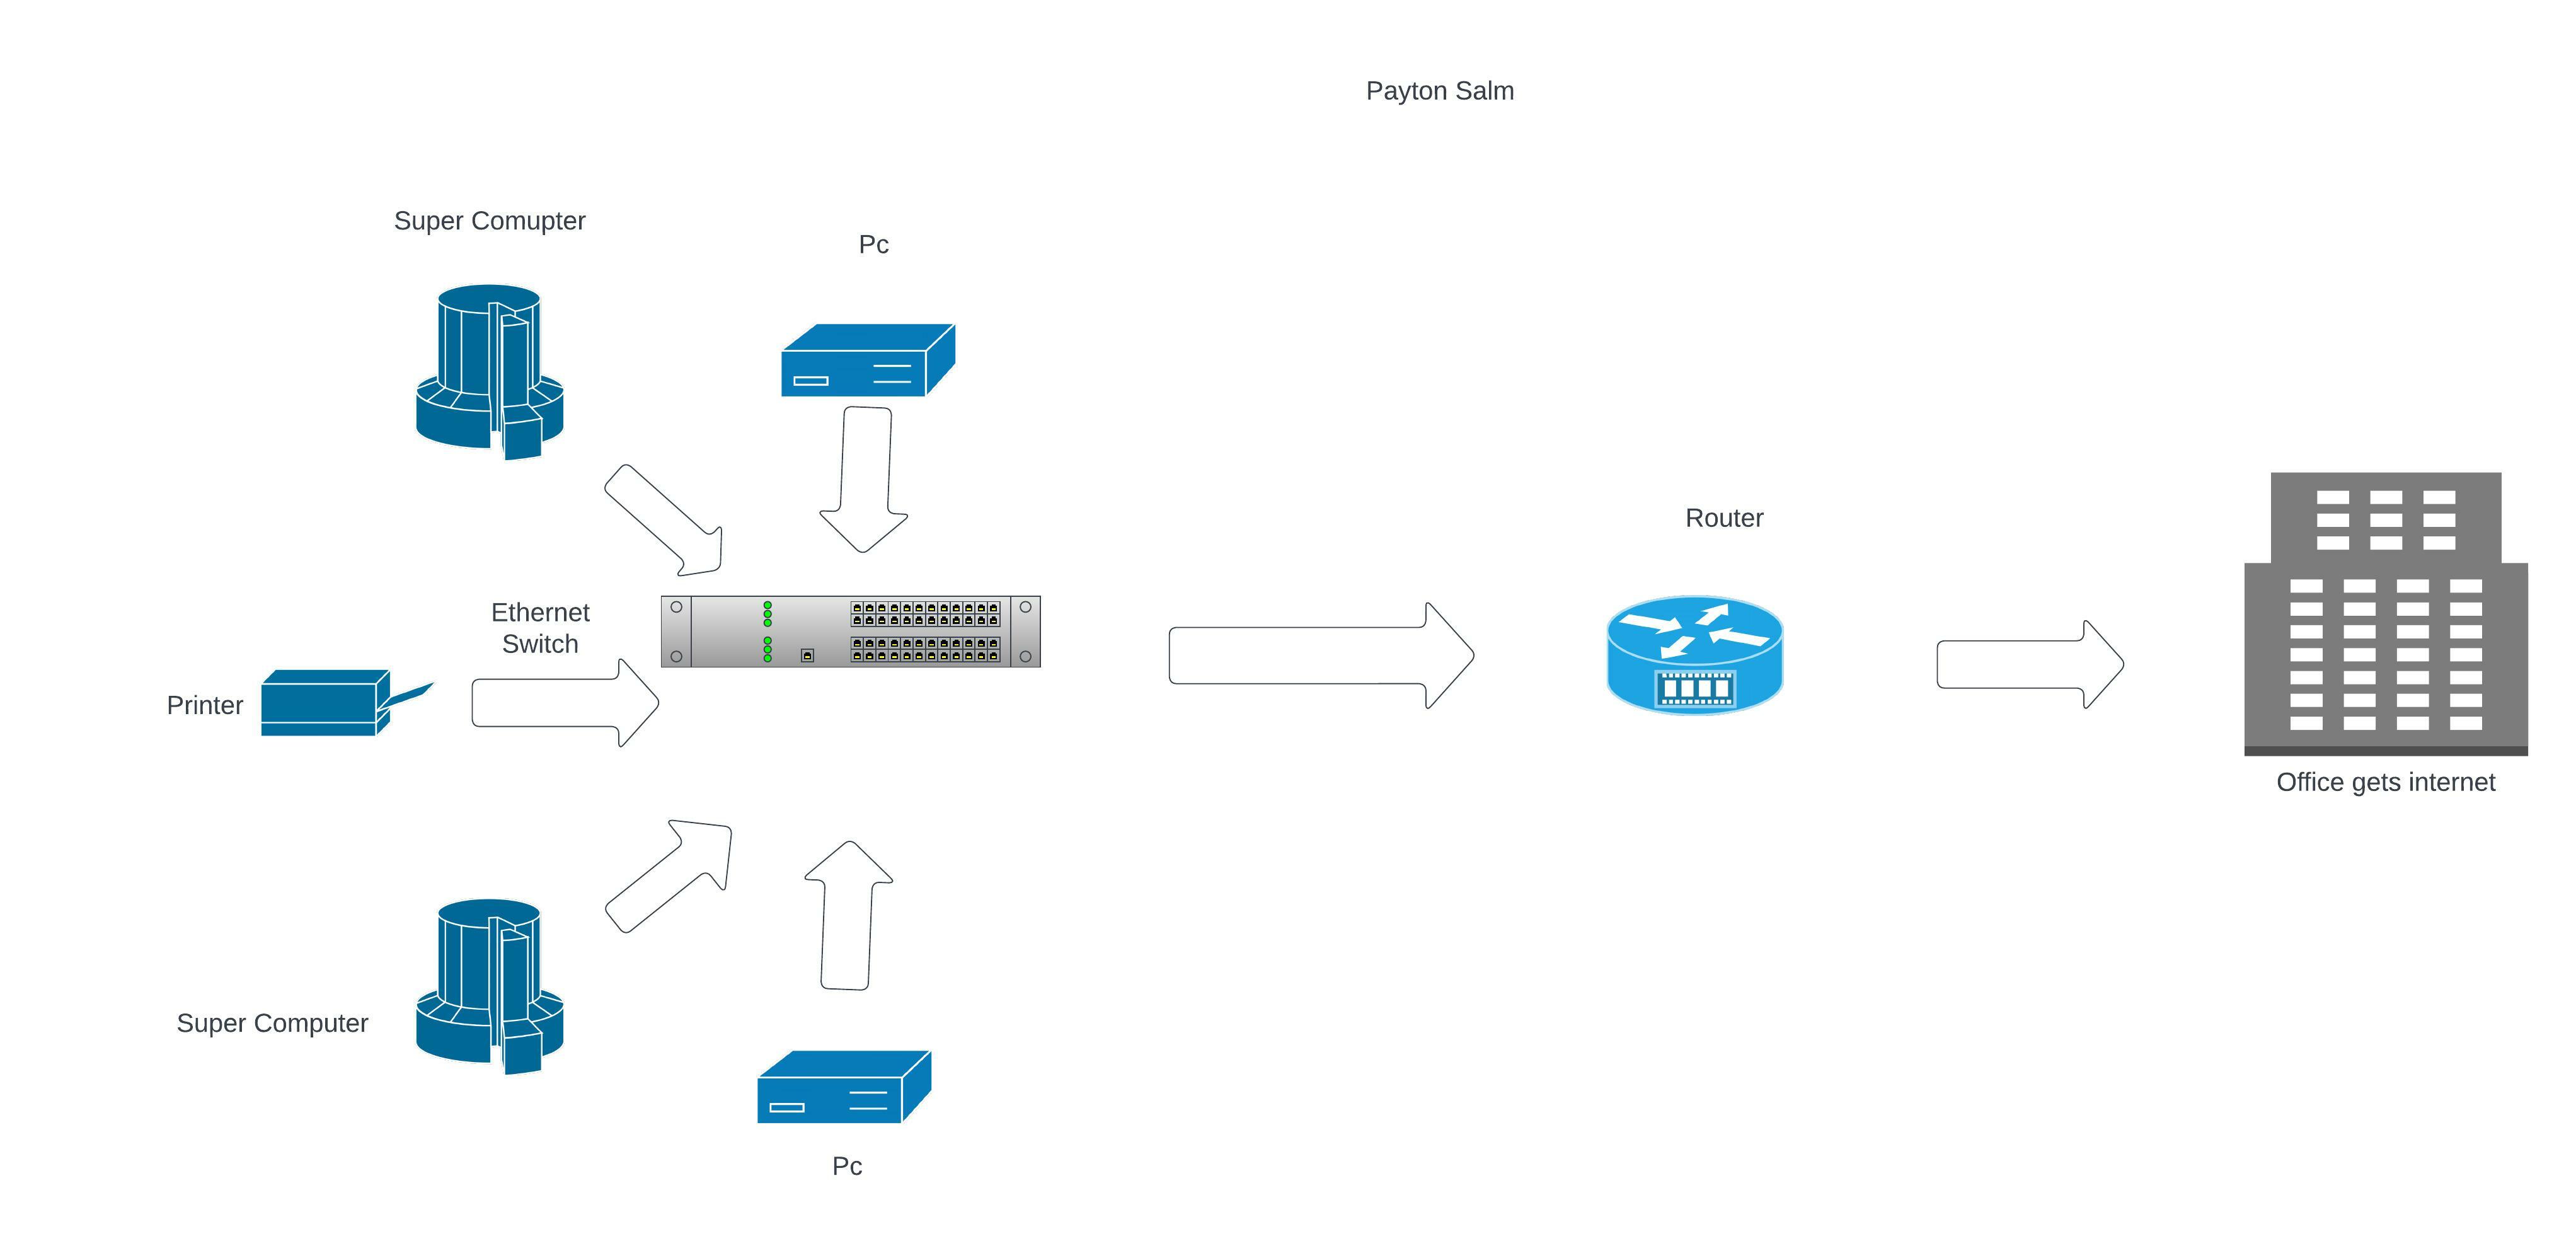 Payton Salm
Super Comupter
Pc
Router
Ethernet
Switch
Printer
Office gets internet
Super Computer
Pc